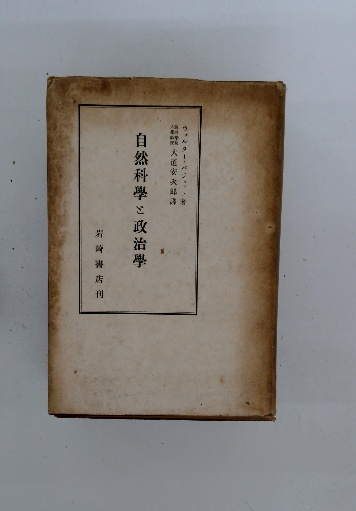 ウォルター・バジョット 著
大道安次郎 譯
自然科學と政治學
岩崎書店刊